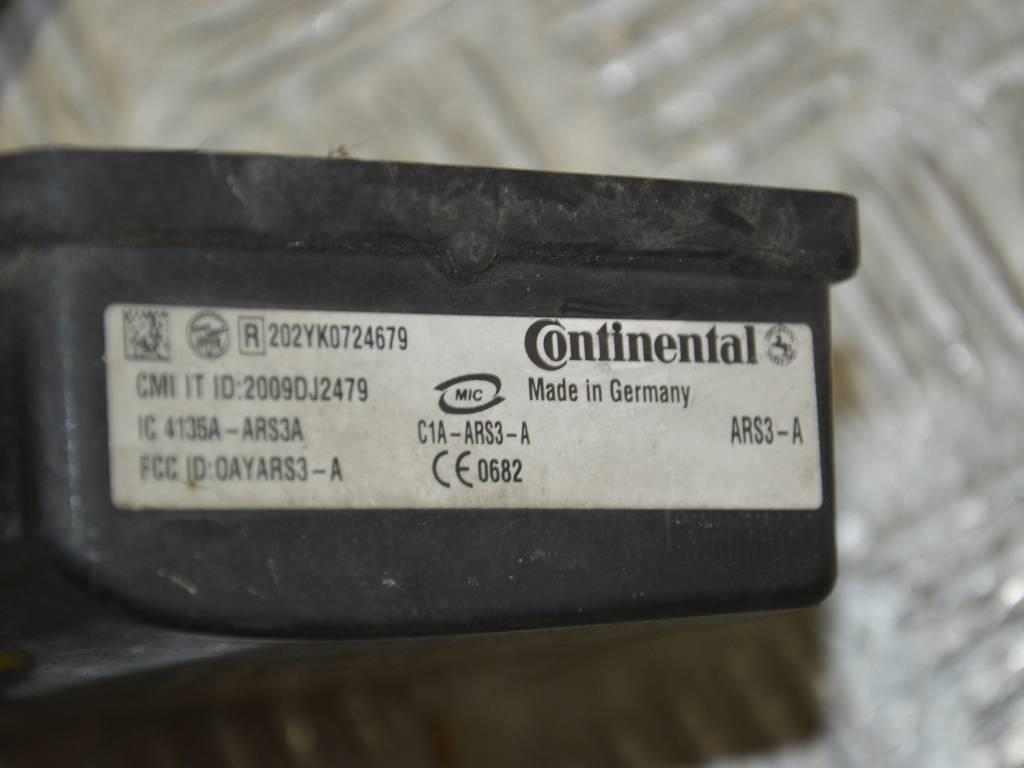 R 202YK0724679
Continental
CMI IT ID:2009DJ2479
MIC
Made in Germany
IC 4135A-ARS3A
C1A-ARS3-A
ARS3-A
FCC ID:OAYARS3-A
CE 0682